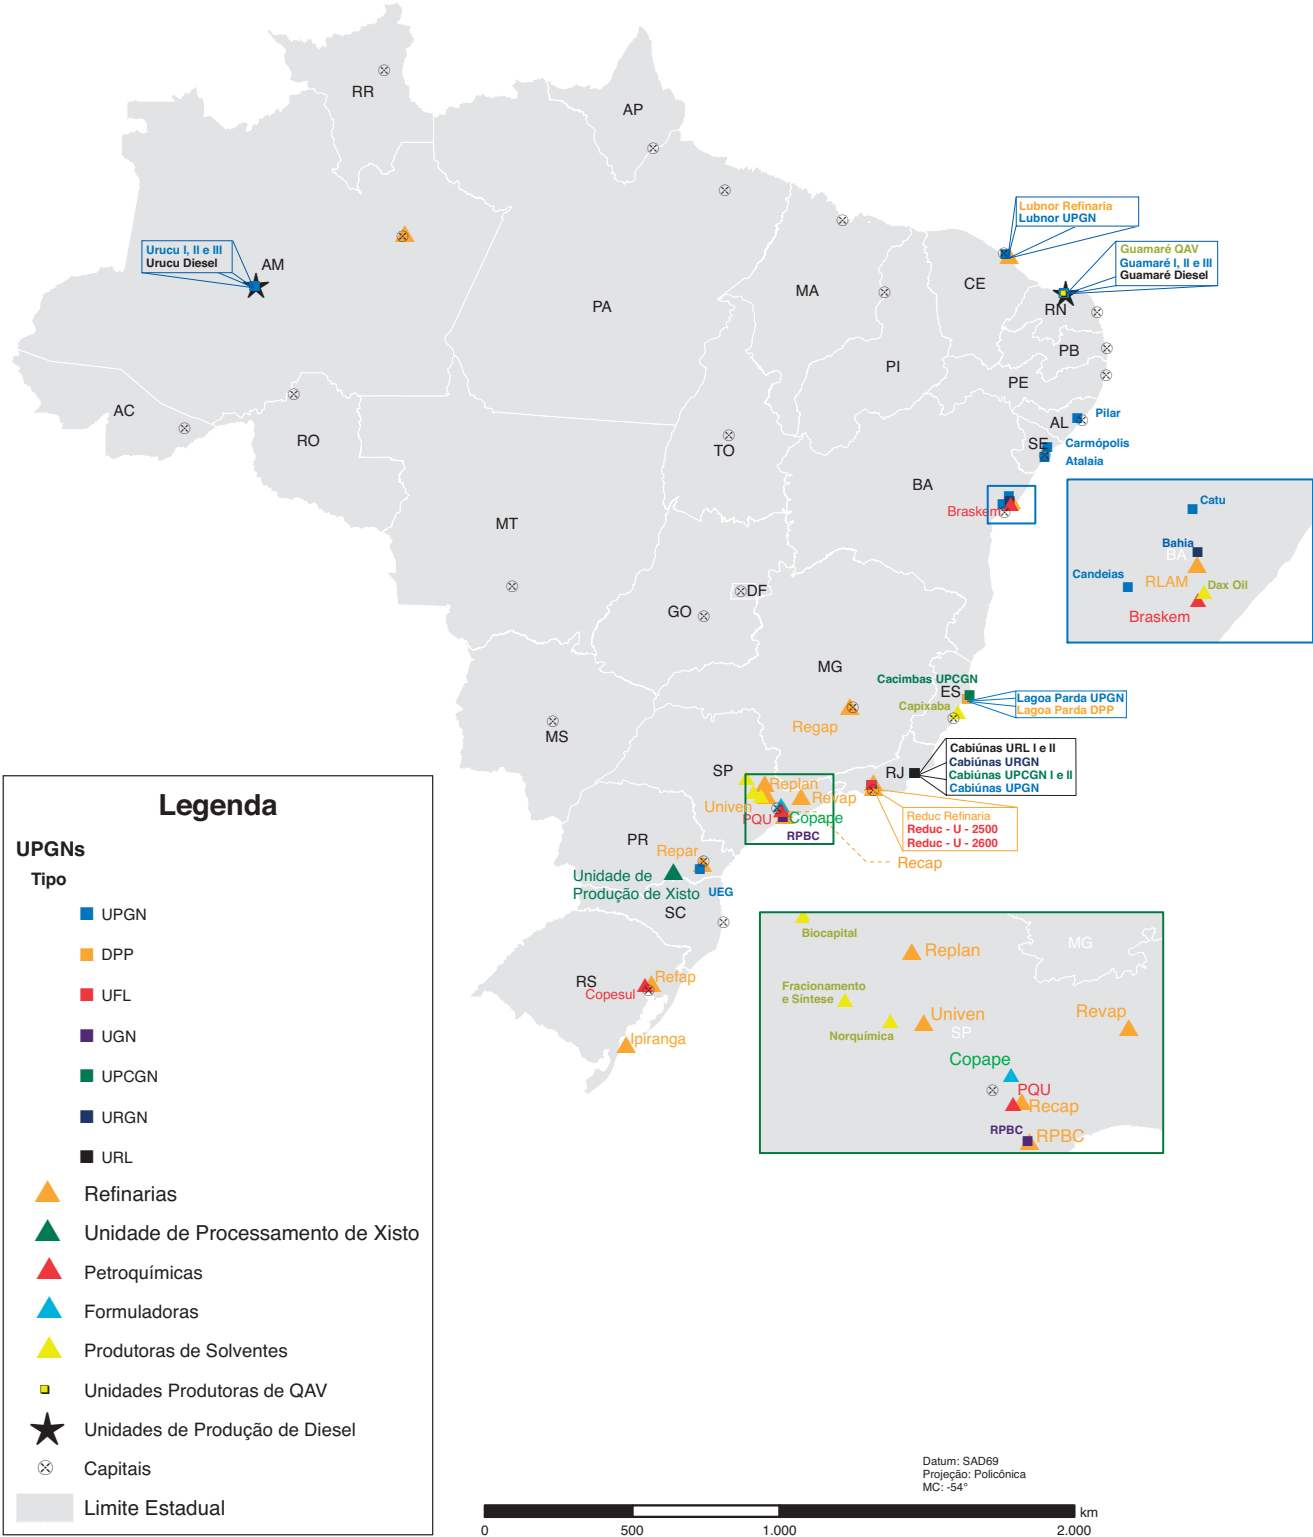 RR
AP
Lubnor Refinaria
Lubnor UPGN
Guamaré QAV
Guamaré I, II e III
Guamaré Diesel
Urucu I, II e III
Urucu Diesel
AM
PA
MA
CE
RN
PB
PI
PE
AC
RO
TO
AL
Pilar
SE
Carmópolis
Atalaia
BA
Braskem
Catu
Bahia
BA
Candeias
RLAM
Dax Oil
Braskem
MT
DF
GO
MG
Cacimbas UPCGN
ES
Capixaba
Lagoa Parda UPGN
Lagoa Parda DPP
Regap
MS
SP
RJ
Cabiúnas URL I e II
Cabiúnas URGN
Cabiúnas UPCGN I e II
Cabiúnas UPGN
Replan
Revap
Univen
PQU
Copape
RPBC
Reduc Refinaria
Reduc - U - 2500
Reduc - U - 2600
Recap
PR
Repar
Unidade de
Produção de Xisto
UEG
SC
RS
Refap
Copesul
Ipiranga
Biocapital
Replan
MG
Fracionamento
e Síntese
Univen
Revap
Norquímica
SP
Copape
PQU
Recap
RPBC
RPBC
Legenda
UPGNs
Tipo
UPGN
DPP
UFL
UGN
UPCGN
URGN
URL
Refinarias
Unidade de Processamento de Xisto
Petroquímicas
Formuladoras
Produtoras de Solventes
Unidades Produtoras de QAV
Unidades de Produção de Diesel
Capitais
Limite Estadual
Datum: SAD69
Projeção: Policônica
MC: -54°
km
0 500 1.000 2.000